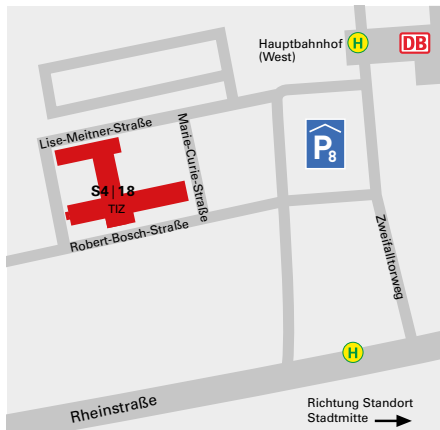 Hauptbahnhof
(West)
H
DB
Lise-Meitner-Straße
Marie-Curie-Straße
P8
S4|18
TIZ
Robert-Bosch-Straße
Zweifalltorweg
H
Rheinstraße
Richtung Standort
Stadtmitte